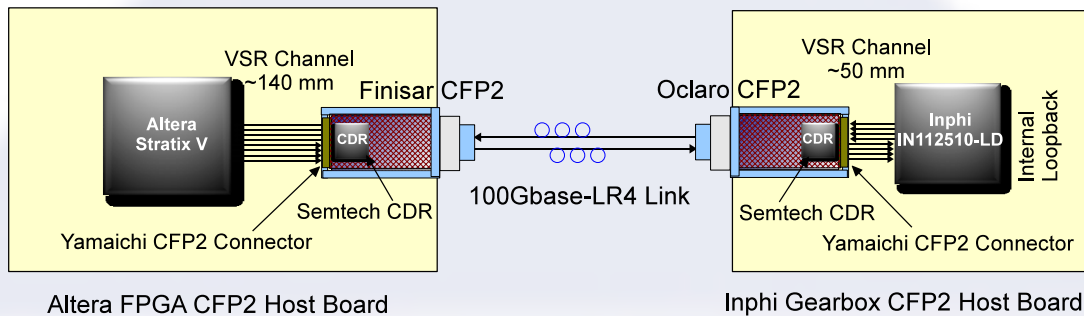 VSR Channel
~140 mm
Finisar CFP2
Altera
Stratix V
CDR
Semtech CDR
Yamaichi CFP2 Connector
Altera FPGA CFP2 Host Board
100Gbase-LR4 Link
VSR Channel
~50 mm
Oclaro CFP2
CDR
Inphi
IN112510-LD
Internal
Loopback
Semtech CDR
Yamaichi CFP2 Connector
Inphi Gearbox CFP2 Host Board